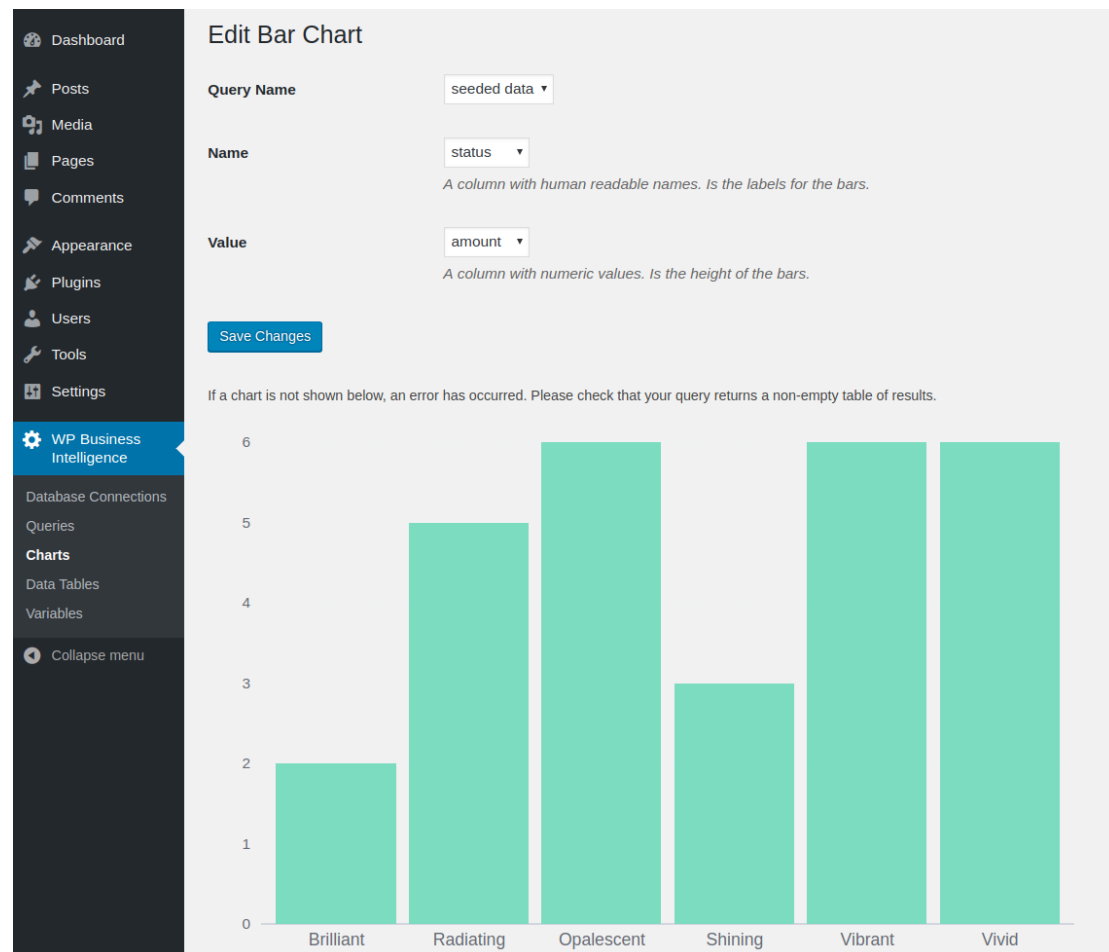 Dashboard
Posts
Media
Pages
Comments
Appearance
Plugins
Users
Tools
Settings
WP Business
Intelligence
Database Connections
Queries
Charts
Data Tables
Variables
Collapse menu
Edit Bar Chart
Query Name
seeded data
Name
status
A column with human readable names. Is the labels for the bars.
Value
amount
A column with numeric values. Is the height of the bars.
Save Changes
If a chart is not shown below, an error has occurred. Please check that your query returns a non-empty table of results.
6
5
4
3
2
1
0
Brilliant Radiating Opalescent Shining Vibrant Vivid